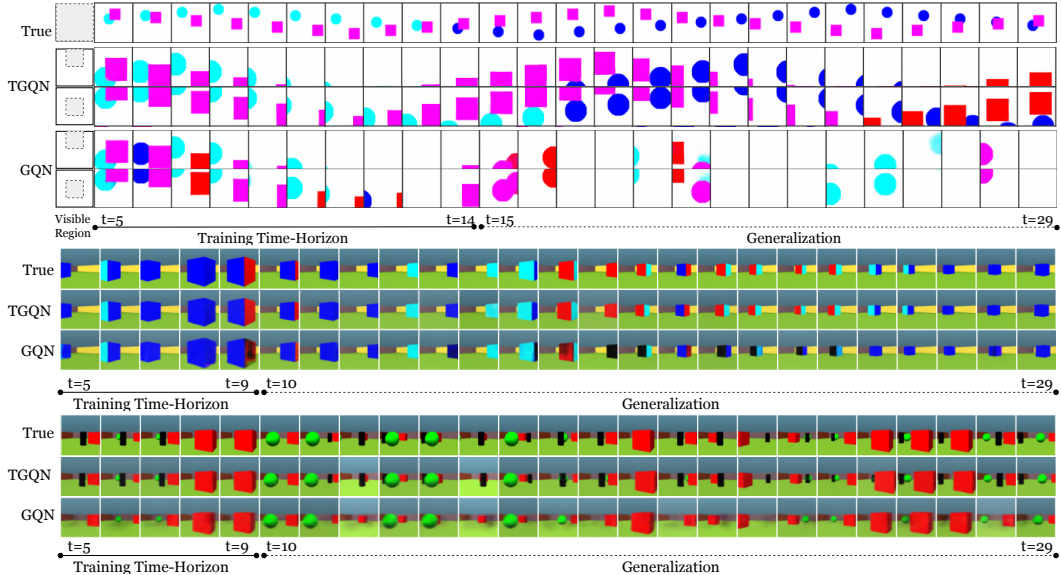 True
TGQN
GQN
Visible Region
t=5 t=14 t=15 t=29
Training Time-Horizon Generalization
True
TGQN
GQN
t=5 t=9 t=10 t=29
Training Time-Horizon Generalization
True
TGQN
GQN
t=5 t=9 t=10 t=29
Training Time-Horizon Generalization